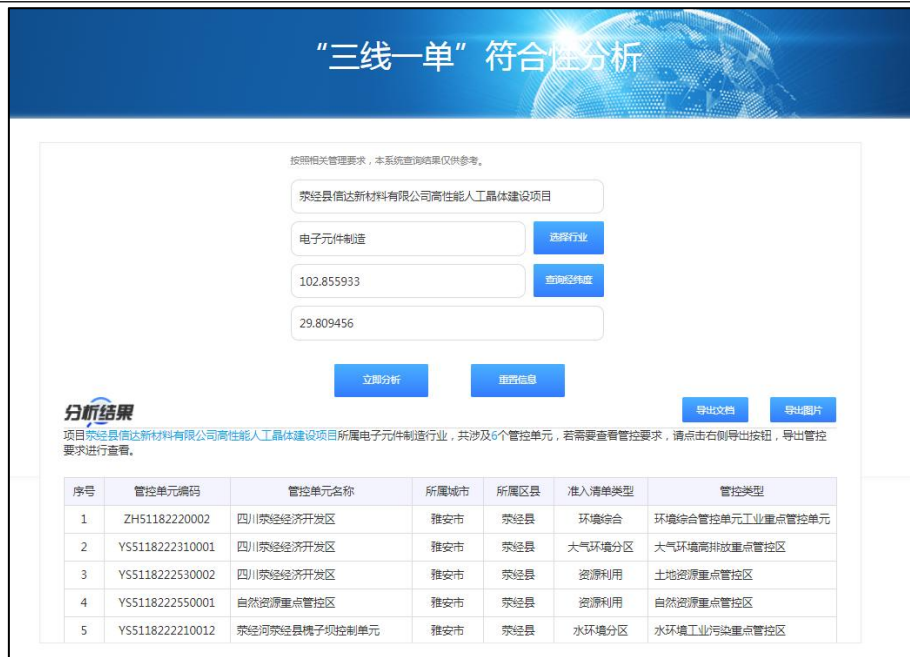 “三线一单”符合性分析
按照相关管理要求，本系统查询结果仅供参考。
荥经县信达新材料有限公司高性能人工晶体建设项目
电子元件制造 选择行业
102.855933 查询经纬度
29.809456
立即分析 重置信息
分析结果 导出文档 导出图片
项目荥经县信达新材料有限公司高性能人工晶体建设项目所属电子元件制造行业，共涉及6个管控单元，若需要查看管控要求，请点击右侧导出按钮，导出管控
要求进行查看。
序号 管控单元编码 管控单元名称 所属城市 所属区县 准入清单类型 管控类型
1 ZH51182220002 四川荥经经济开发区 雅安市 荥经县 环境综合 环境综合管控单元工业重点管控单元
2 YS5118222310001 四川荥经经济开发区 雅安市 荥经县 大气环境分区 大气环境高排放重点管控区
3 YS5118222530002 四川荥经经济开发区 雅安市 荥经县 资源利用 土地资源重点管控区
4 YS5118222550001 自然资源重点管控区 雅安市 荥经县 资源利用 自然资源重点管控区
5 YS5118222210012 荥经河荥经县槐子坝控制单元 雅安市 荥经县 水环境分区 水环境工业污染重点管控区